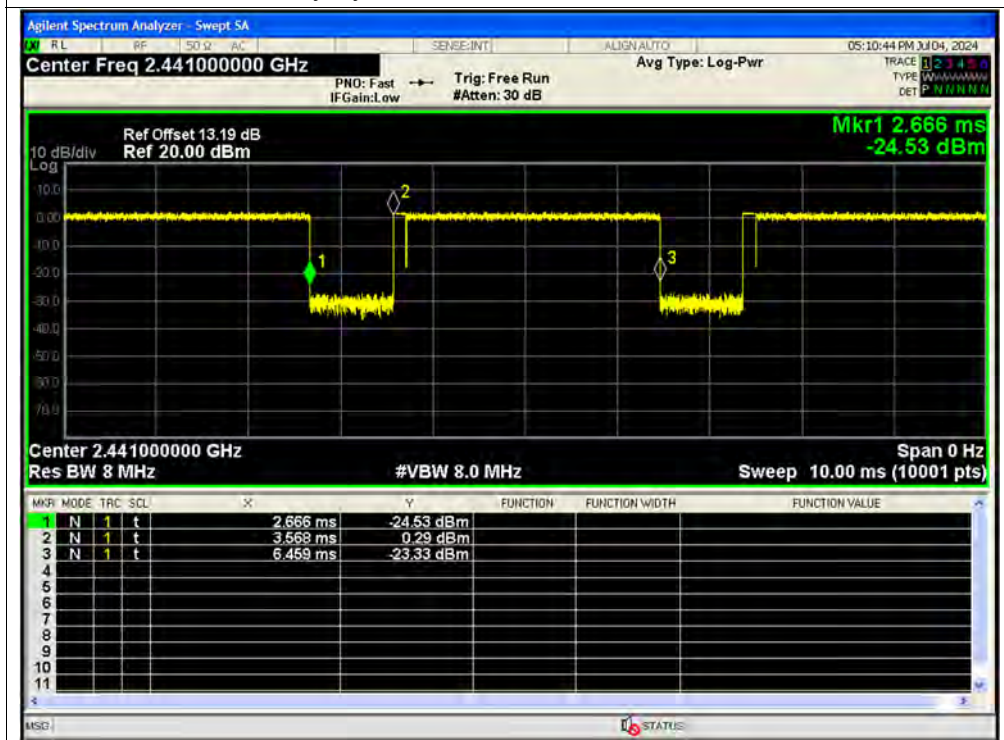 Agilent Spectrum Analyzer - Swept SA
RL RF 50 Ω AC SENSE:INT ALIGN AUTO 05:10:44 PM Jul 04, 2024
Center Freq 2.441000000 GHz
PNO: Fast
IFGain:Low
Trig: Free Run
#Atten: 30 dB
Avg Type: Log-Pwr
TRACE 1 2 3 4 5 6
TYPE
DET P N N N N N
Mkr1 2.666 ms
-24.53 dBm
Ref Offset 13.19 dB
10 dB/div Ref 20.00 dBm
Log
10.0
0.00
-10.0
-20.0
-30.0
-40.0
-50.0
-60.0
-70.0
1
2
3
Center 2.441000000 GHz Span 0 Hz
Res BW 8 MHz #VBW 8.0 MHz Sweep 10.00 ms (10001 pts)
MKR MODE TRC SCL X Y FUNCTION FUNCTION WIDTH FUNCTION VALUE
1 N 1 t 2.666 ms -24.53 dBm
2 N 1 t 3.568 ms 0.29 dBm
3 N 1 t 6.459 ms -23.33 dBm
4
5
6
7
8
9
10
11
MSG STATUS